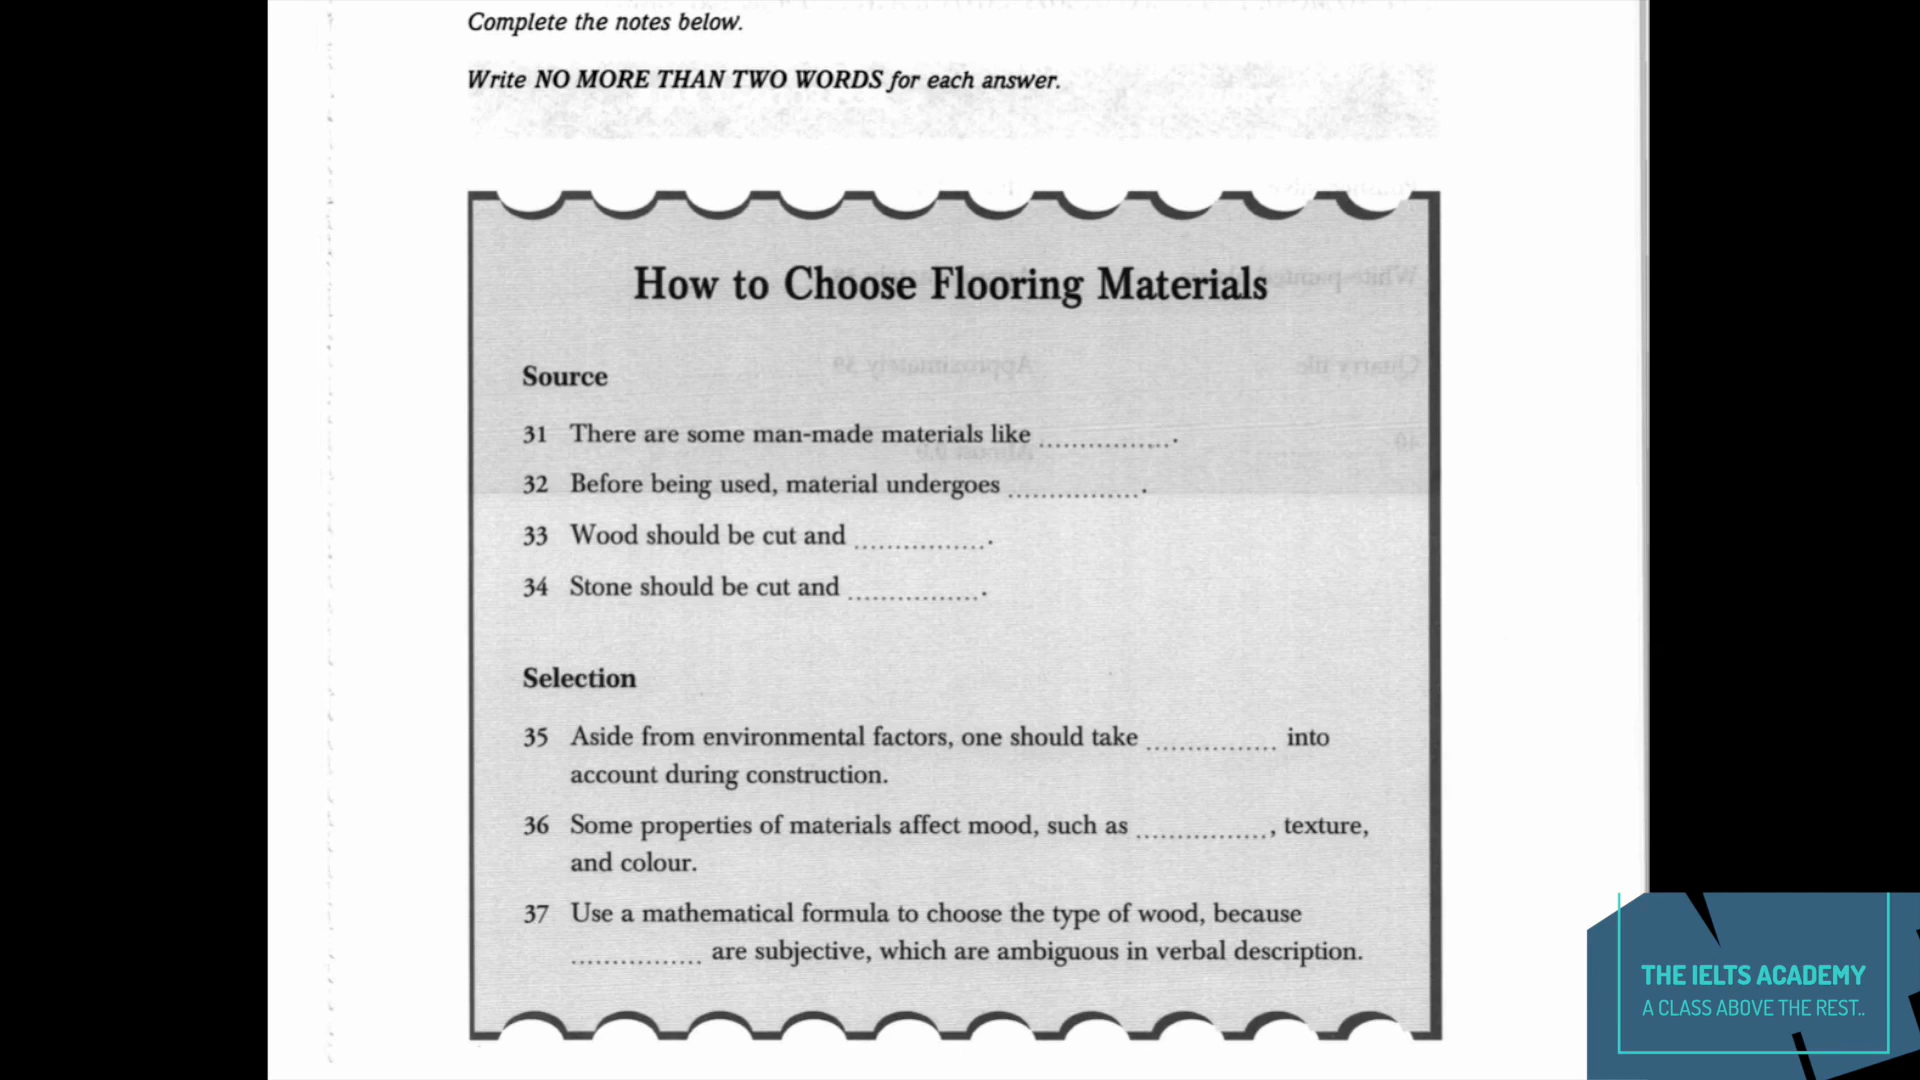 Complete the notes below.
Write NO MORE THAN TWO WORDS for each answer.
How to Choose Flooring Materials
Source
31 There are some man-made materials like ................
32 Before being used, material undergoes ................
33 Wood should be cut and ................
34 Stone should be cut and ................
Selection
35 Aside from environmental factors, one should take ............... into
account during construction.
36 Some properties of materials affect mood, such as ..............., texture,
and colour.
37 Use a mathematical formula to choose the type of wood, because
............... are subjective, which are ambiguous in verbal description.
THE IELTS ACADEMY
A CLASS ABOVE THE REST..